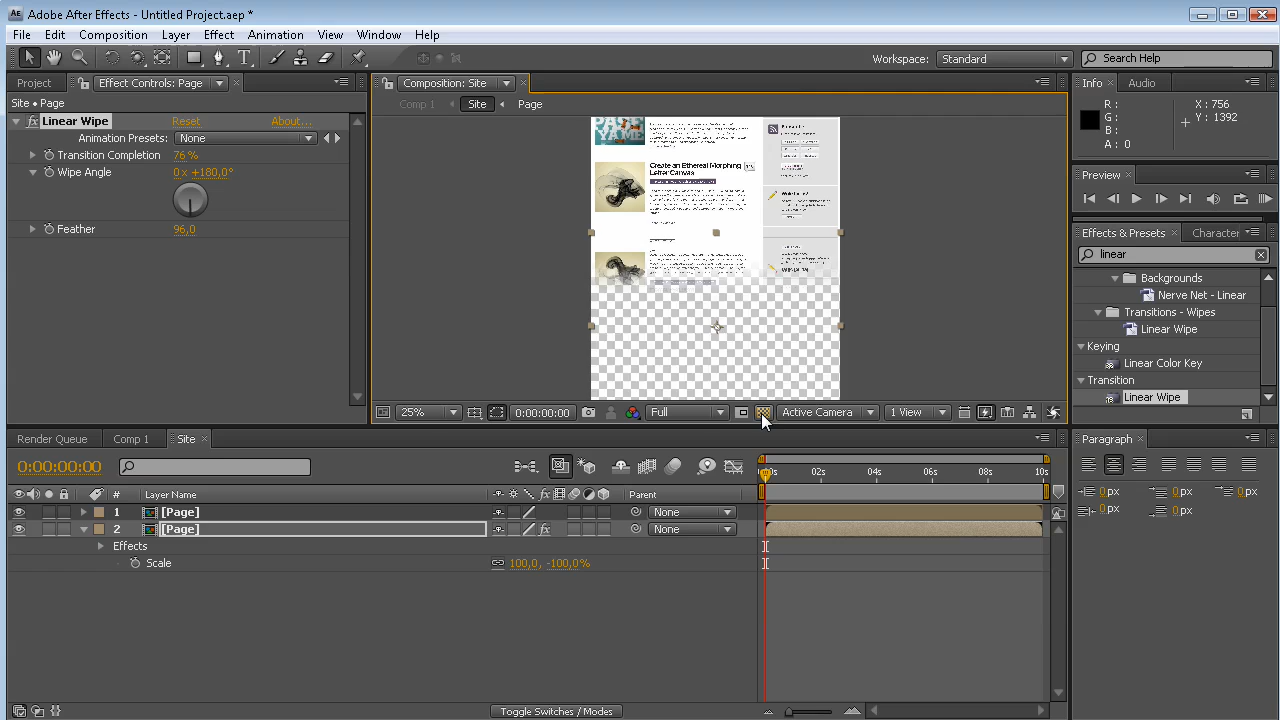 Adobe After Effects - Untitled Project.aep *
File Edit Composition Layer Effect Animation View Window Help
Workspace: Standard Search Help
Project Effect Controls: Page
Site • Page
Linear Wipe Reset About...
Animation Presets: None
Transition Completion 76 %
Wipe Angle 0 x +180,0°
Feather 96,0
Composition: Site
Comp 1 Site Page
Create an Ethereal Morphing
Letter Canvas
25% 0:00:00:00 Full Active Camera 1 View
Info Audio
R : X : 756
G : Y : 1392
B :
A : 0
Preview
Effects & Presets Character
linear
Backgrounds
Nerve Net - Linear
Transitions - Wipes
Linear Wipe
Keying
Linear Color Key
Transition
Linear Wipe
Render Queue Comp 1 Site
0:00:00:00
02s 04s 06s 08s 10s
# Layer Name Parent
1 [Page] None
2 [Page] None
Effects
Scale 100,0, -100,0%
Toggle Switches / Modes
Paragraph
0 px 0 px 0 px
0 px 0 px